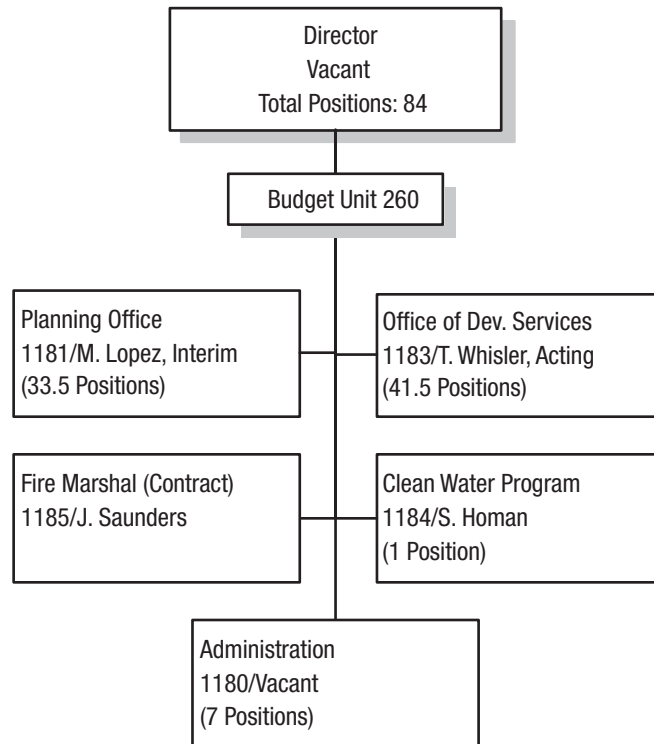 Director
Vacant
Total Positions: 84
Budget Unit 260
Planning Office
1181/M. Lopez, Interim
(33.5 Positions)
Office of Dev. Services
1183/T. Whisler, Acting
(41.5 Positions)
Fire Marshal (Contract)
1185/J. Saunders
Clean Water Program
1184/S. Homan
(1 Position)
Administration
1180/Vacant
(7 Positions)